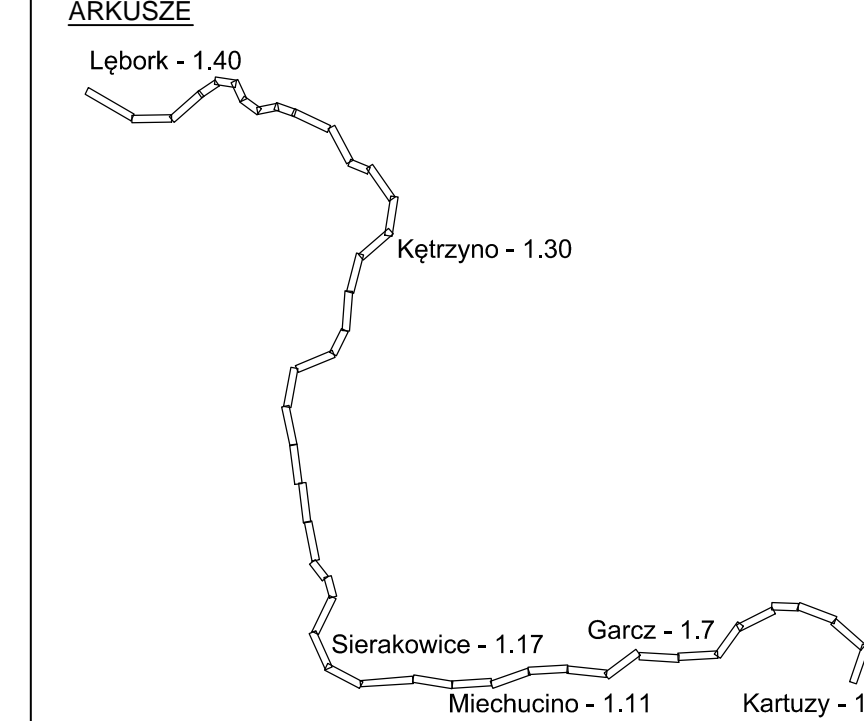 ARKUSZE
Lębork - 1.40
Kętrzyno - 1.30
Garcz - 1.7
Sierakowice - 1.17
Miechucino - 1.11
Kartuzy - 1